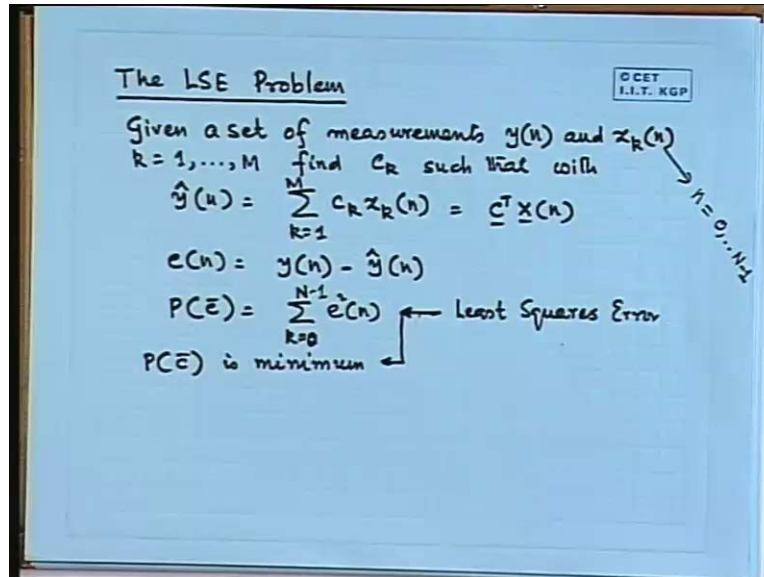 The LSE Problem
© CET
I.I.T. KGP
Given a set of measurements y(n) and x_k(n)
k = 1, ..., M find c_k such that with
ŷ(n) = Σ_{k=1}^{M} c_k x_k(n) = c^T x(n)
n = 0, .. N-1
e(n) = y(n) - ŷ(n)
P(c̄) = Σ_{k=0}^{N-1} e²(n) ← Least Squares Error
P(c̄) is minimum ←